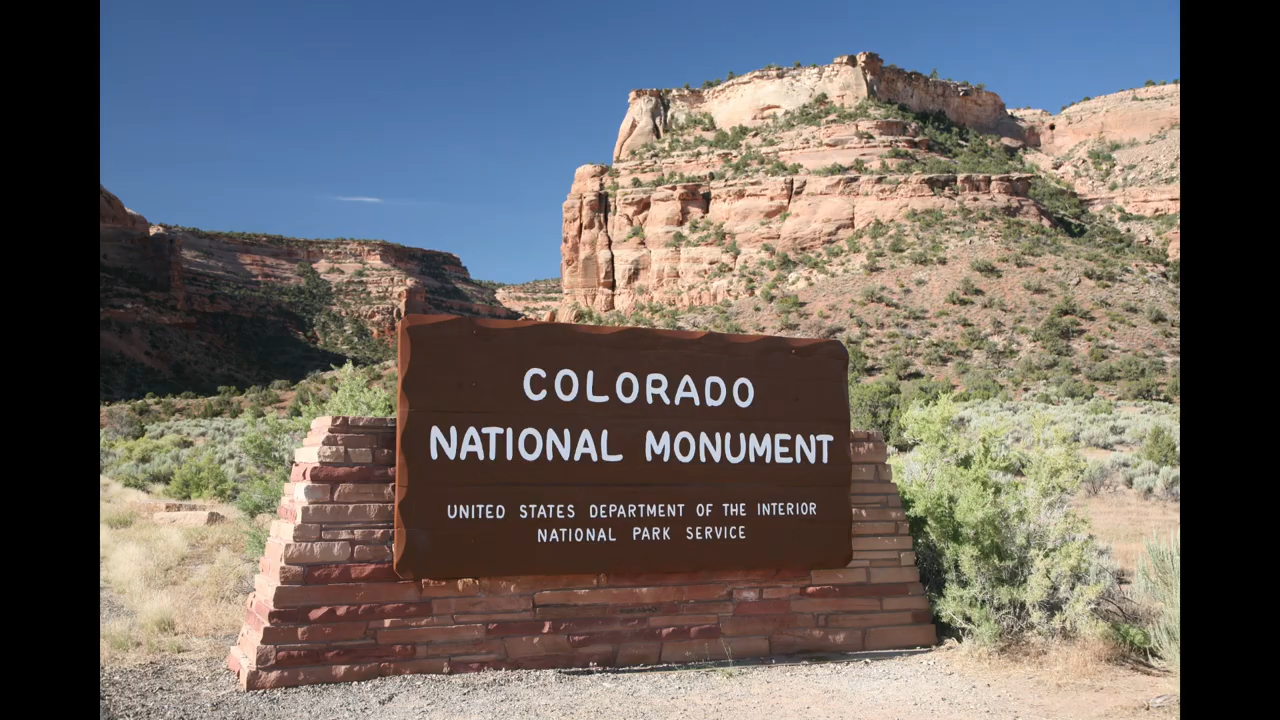 COLORADO
NATIONAL MONUMENT
UNITED STATES DEPARTMENT OF THE INTERIOR
NATIONAL PARK SERVICE